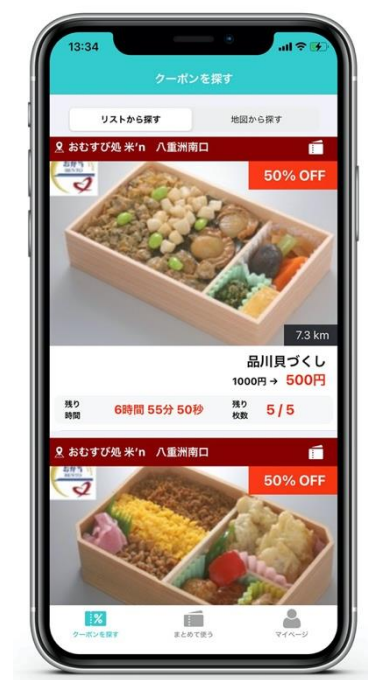 13:34
クーポンを探す
リストから探す
地図から探す
おむすび処 米’n 八重洲南口
50% OFF
7.3 km
品川貝づくし
1000円→ 500円
残り時間
6時間 55分 50秒
残り枚数
5 / 5
おむすび処 米’n 八重洲南口
50% OFF
クーポンを探す
まとめて使う
マイページ